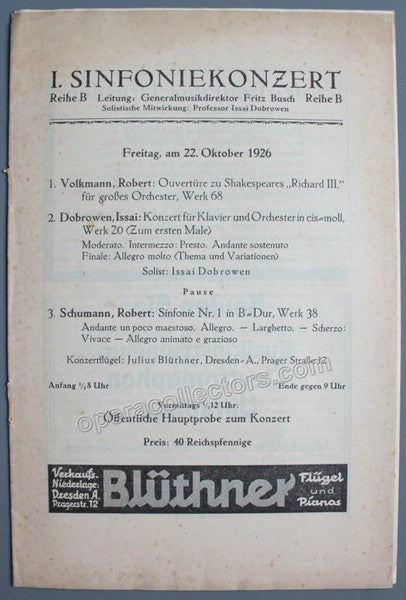 I. SINFONIEKONZERT
Reihe B Leitung: Generalmusikdirektor Fritz Busch Reihe B
Solistische Mitwirkung: Professor Issai Dobrowen
Freitag, am 22. Oktober 1926
1. Volkmann, Robert: Ouvertüre zu Shakespeares „Richard III.“
für großes Orchester, Werk 68
2. Dobrowen, Issai: Konzert für Klavier und Orchester in cis=moll,
Werk 20 (Zum ersten Male)
Moderato. Intermezzo: Presto. Andante sostenuto
Finale: Allegro molto (Thema und Variationen)
Solist: Issai Dobrowen
Pause
3. Schumann, Robert: Sinfonie Nr. 1 in B=Dur, Werk 38
Andante un poco maestoso. Allegro. — Larghetto. — Scherzo:
Vivace — Allegro animato e grazioso
Konzertflügel: Julius Blüthner, Dresden=A., Prager Straße 12
Anfang ½8 Uhr Ende gegen 9 Uhr
Vormittags ½12 Uhr:
Öffentliche Hauptprobe zum Konzert
Preis: 40 Reichspfennige
operacollectors.com
Verkaufs-
Niederlage:
Dresden A.
Pragerstr. 12
Blüthner
Flügel
und
Pianos